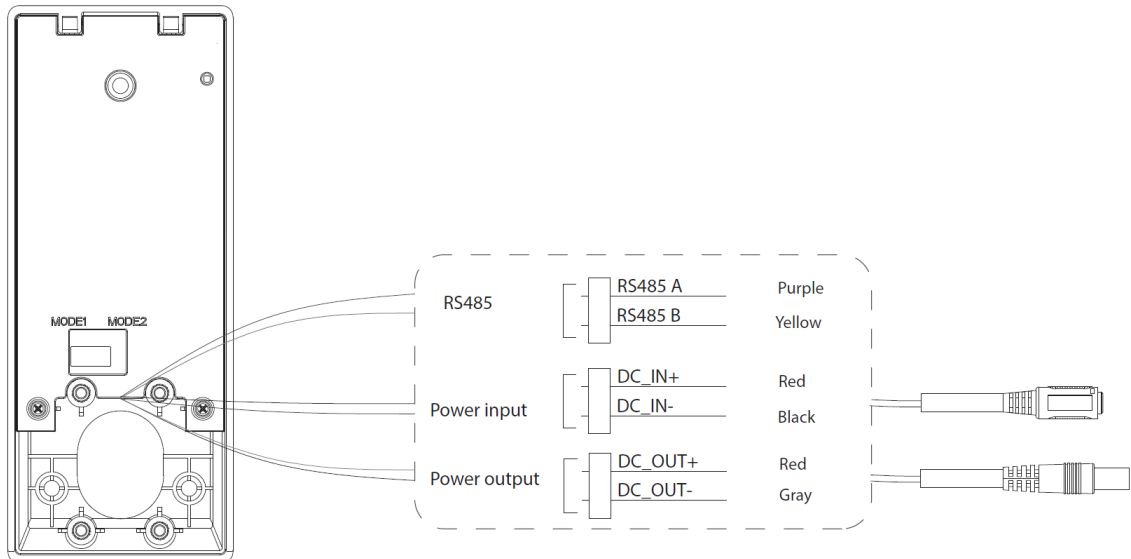 MODE1 MODE2
RS485
RS485 A Purple
RS485 B Yellow
Power input
DC_IN+ Red
DC_IN- Black
Power output
DC_OUT+ Red
DC_OUT- Gray